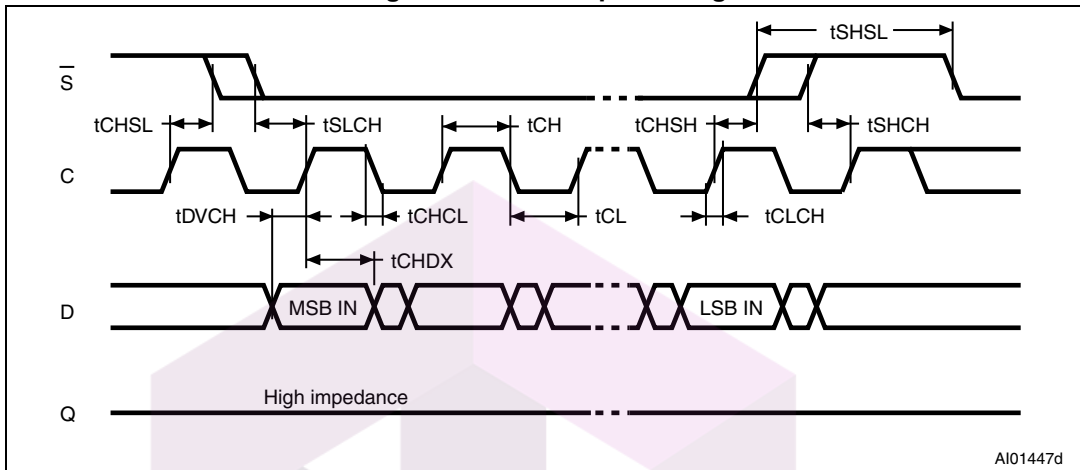 tSHSL
S
tCHSL
tSLCH
tCH
tCHSH
tSHCH
C
tDVCH
tCHCL
tCL
tCLCH
tCHDX
D
MSB IN
LSB IN
High impedance
Q
AI01447d